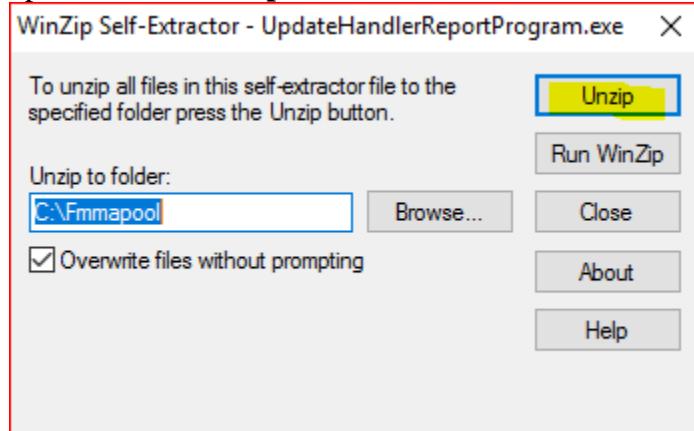 WinZip Self-Extractor - UpdateHandlerReportProgram.exe
To unzip all files in this self-extractor file to the
specified folder press the Unzip button.
Unzip
Run WinZip
Unzip to folder:
C:\Fmmapool
Browse...
Close
Overwrite files without prompting
About
Help